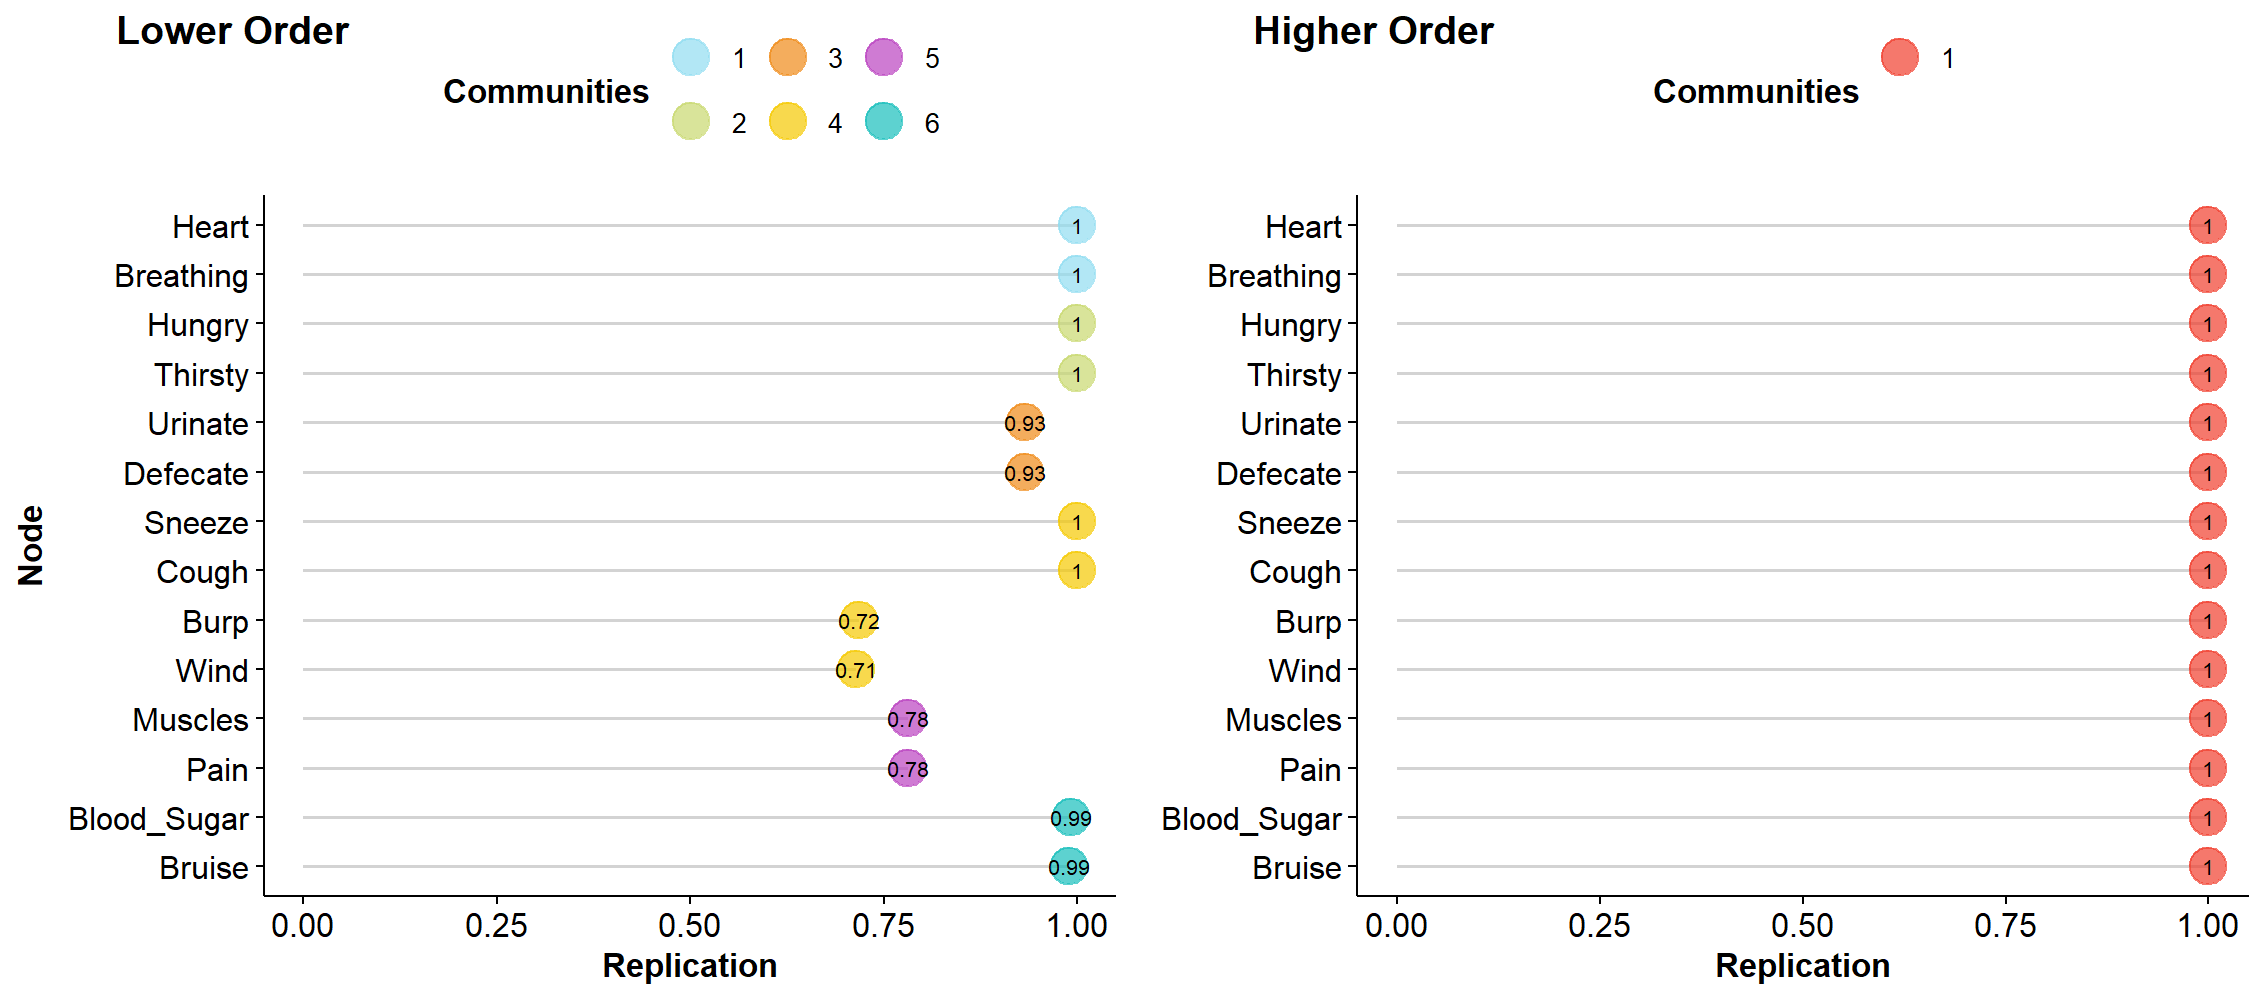 Lower Order
Communities
1 3 5
2 4 6
Node
Heart 1
Breathing 1
Hungry 1
Thirsty 1
Urinate 0.93
Defecate 0.93
Sneeze 1
Cough 1
Burp 0.72
Wind 0.71
Muscles 0.78
Pain 0.78
Blood_Sugar 0.99
Bruise 0.99
0.00 0.25 0.50 0.75 1.00
Replication
Higher Order
Communities
1
Heart 1
Breathing 1
Hungry 1
Thirsty 1
Urinate 1
Defecate 1
Sneeze 1
Cough 1
Burp 1
Wind 1
Muscles 1
Pain 1
Blood_Sugar 1
Bruise 1
0.00 0.25 0.50 0.75 1.00
Replication